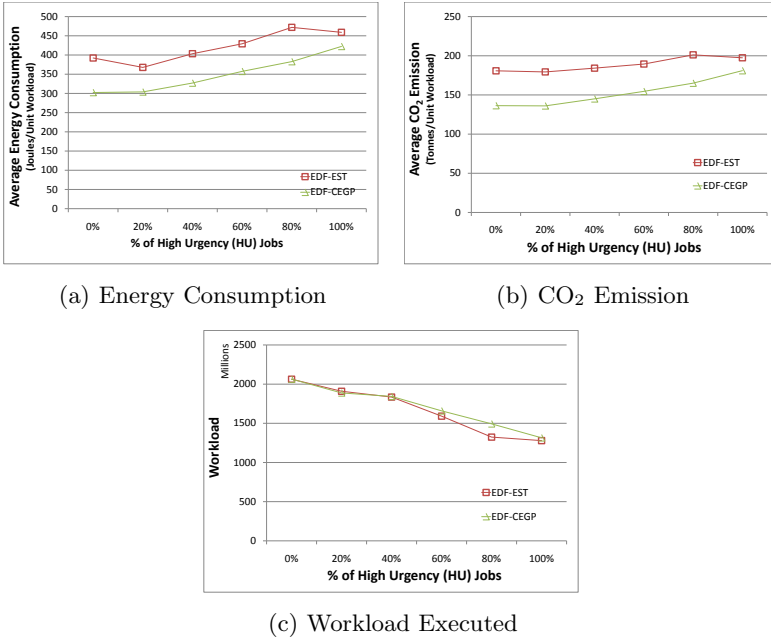 500
450
400
350
300
250
200
150
100
50
0
Average Energy Consumption
(Joules/Unit Workload)
EDF-EST
EDF-CEGP
0% 20% 40% 60% 80% 100%
% of High Urgency (HU) Jobs
(a) Energy Consumption
250
200
150
100
50
0
Average CO₂ Emission
(Tonnes/Unit Workload)
EDF-EST
EDF-CEGP
0% 20% 40% 60% 80% 100%
% of High Urgency (HU) Jobs
(b) CO₂ Emission
2500
2000
1500
1000
500
0
Millions
Workload
EDF-EST
EDF-CEGP
0% 20% 40% 60% 80% 100%
% of High Urgency (HU) Jobs
(c) Workload Executed